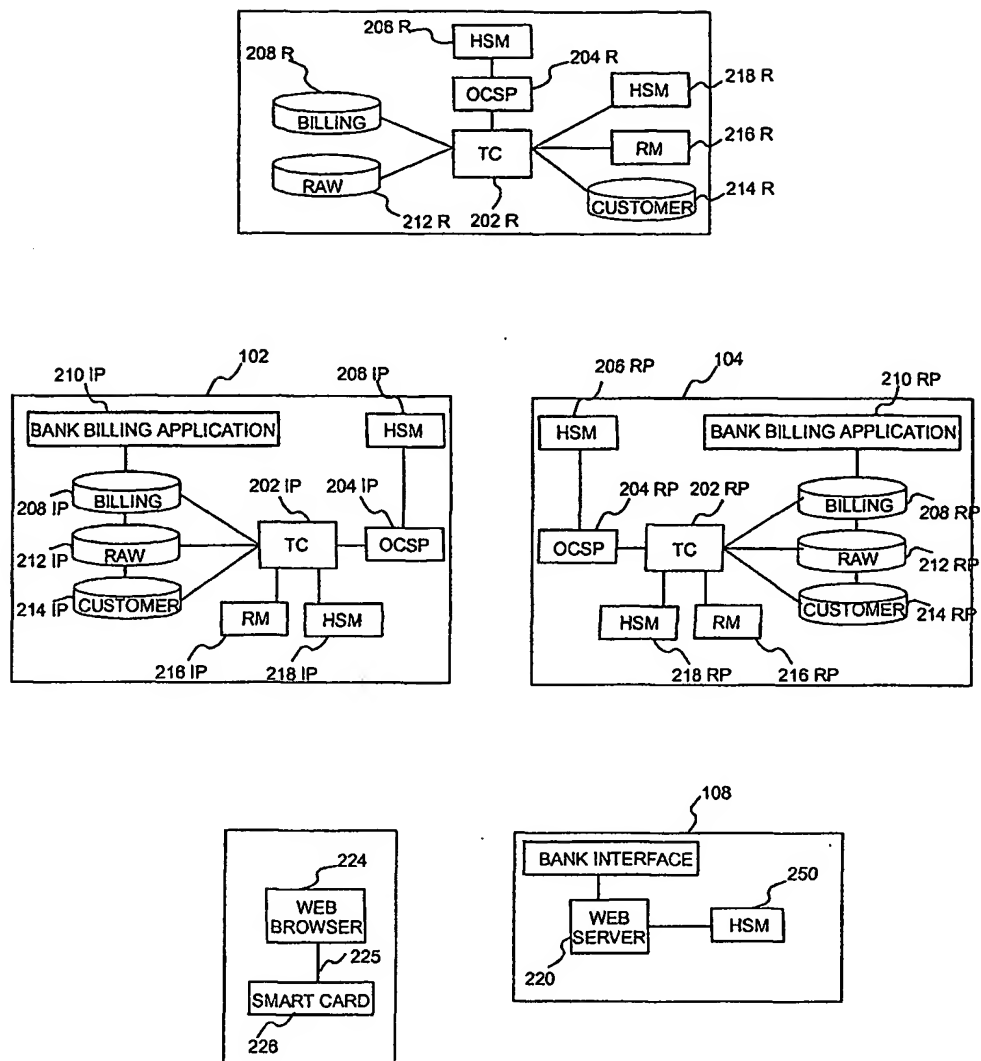 206 R
HSM
208 R
204 R
OCSP
HSM
218 R
BILLING
TC
RM
216 R
RAW
CUSTOMER
214 R
212 R
202 R
102
210 IP
206 IP
BANK BILLING APPLICATION
HSM
208 IP
BILLING
202 IP
204 IP
212 IP
RAW
TC
OCSP
214 IP
CUSTOMER
RM
HSM
216 IP
218 IP
206 RP
104
210 RP
HSM
BANK BILLING APPLICATION
204 RP
202 RP
BILLING
208 RP
OCSP
TC
RAW
212 RP
CUSTOMER
214 RP
HSM
RM
218 RP
216 RP
224
WEB
BROWSER
225
SMART CARD
226
108
BANK INTERFACE
250
WEB
SERVER
HSM
220